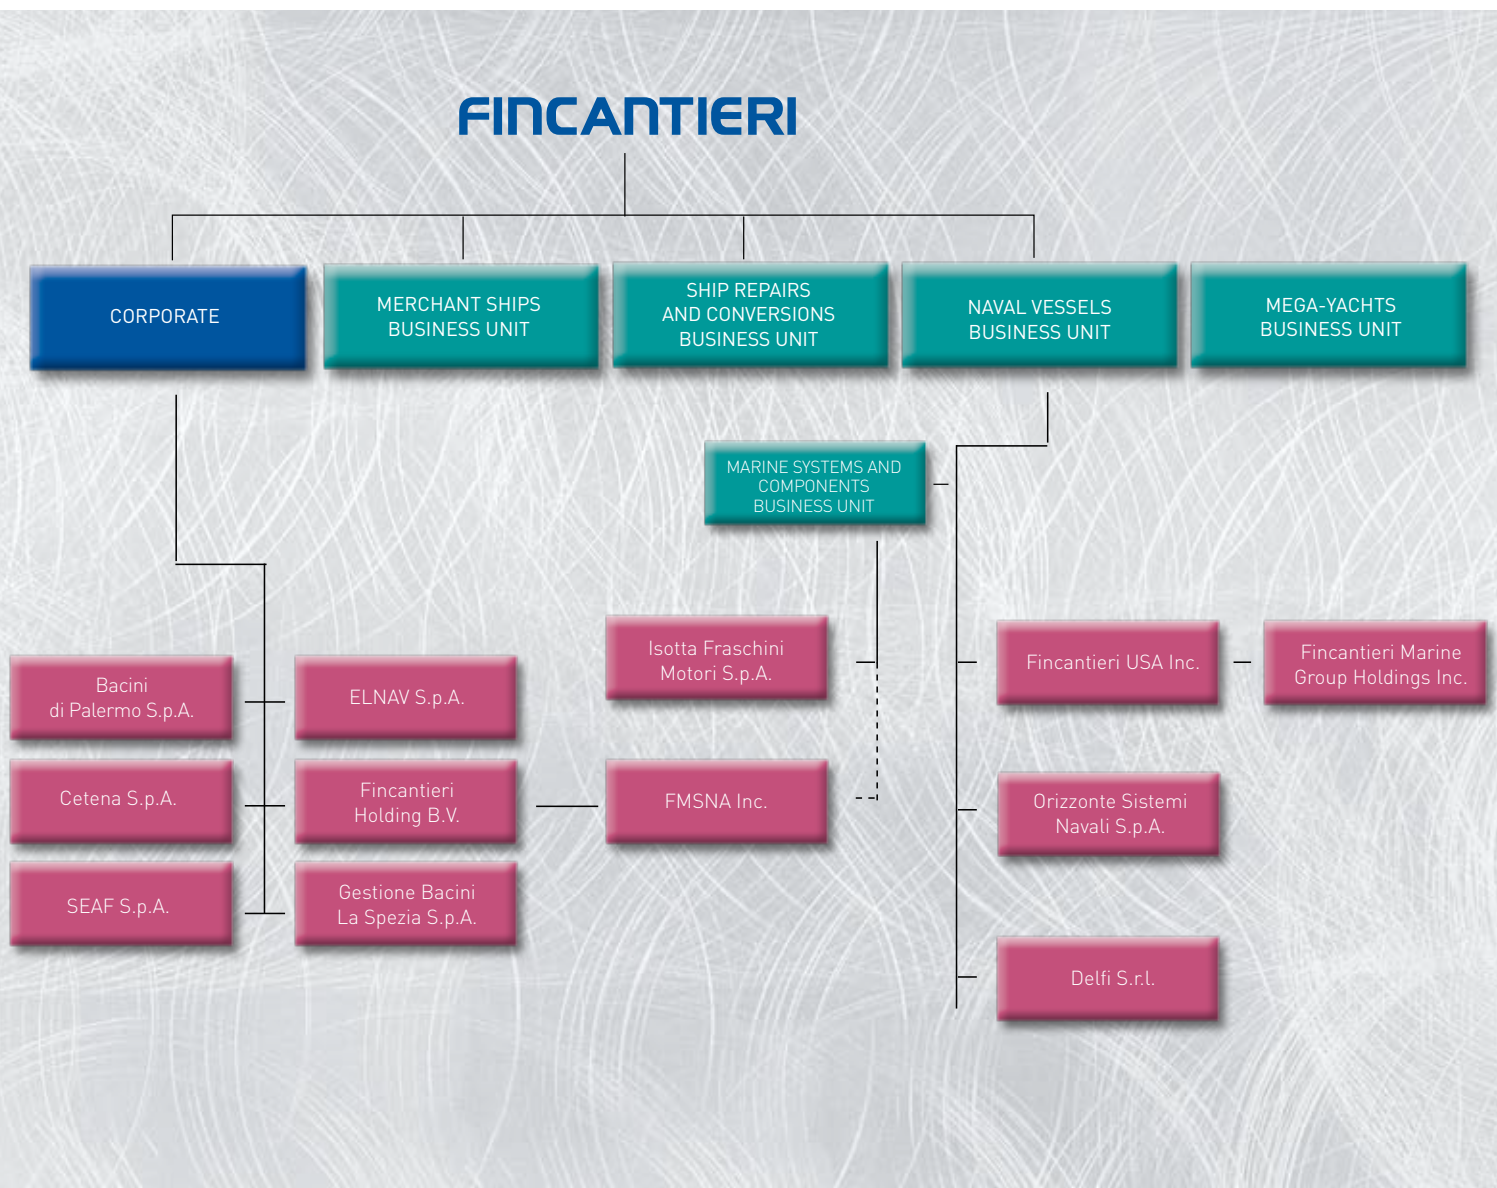 FINCANTIERI
CORPORATE
MERCHANT SHIPS
BUSINESS UNIT
SHIP REPAIRS
AND CONVERSIONS
BUSINESS UNIT
NAVAL VESSELS
BUSINESS UNIT
MEGA-YACHTS
BUSINESS UNIT
MARINE SYSTEMS AND
COMPONENTS
BUSINESS UNIT
Bacini
di Palermo S.p.A.
ELNAV S.p.A.
Isotta Fraschini
Motori S.p.A.
Fincantieri USA Inc.
Fincantieri Marine
Group Holdings Inc.
Cetena S.p.A.
Fincantieri
Holding B.V.
FMSNA Inc.
Orizzonte Sistemi
Navali S.p.A.
SEAF S.p.A.
Gestione Bacini
La Spezia S.p.A.
Delfi S.r.l.